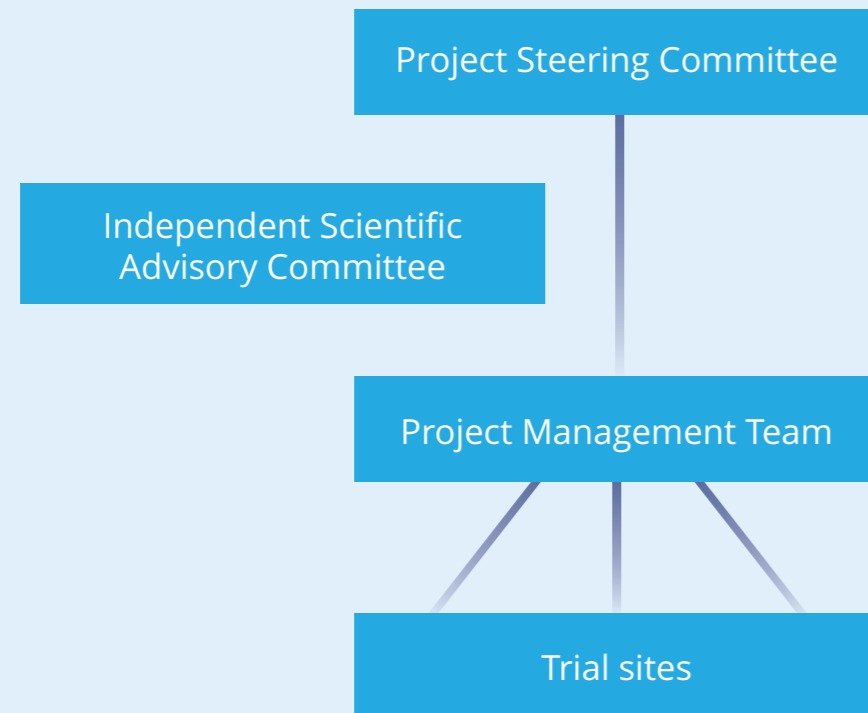 Project Steering Committee
Independent Scientific
Advisory Committee
Project Management Team
Trial sites